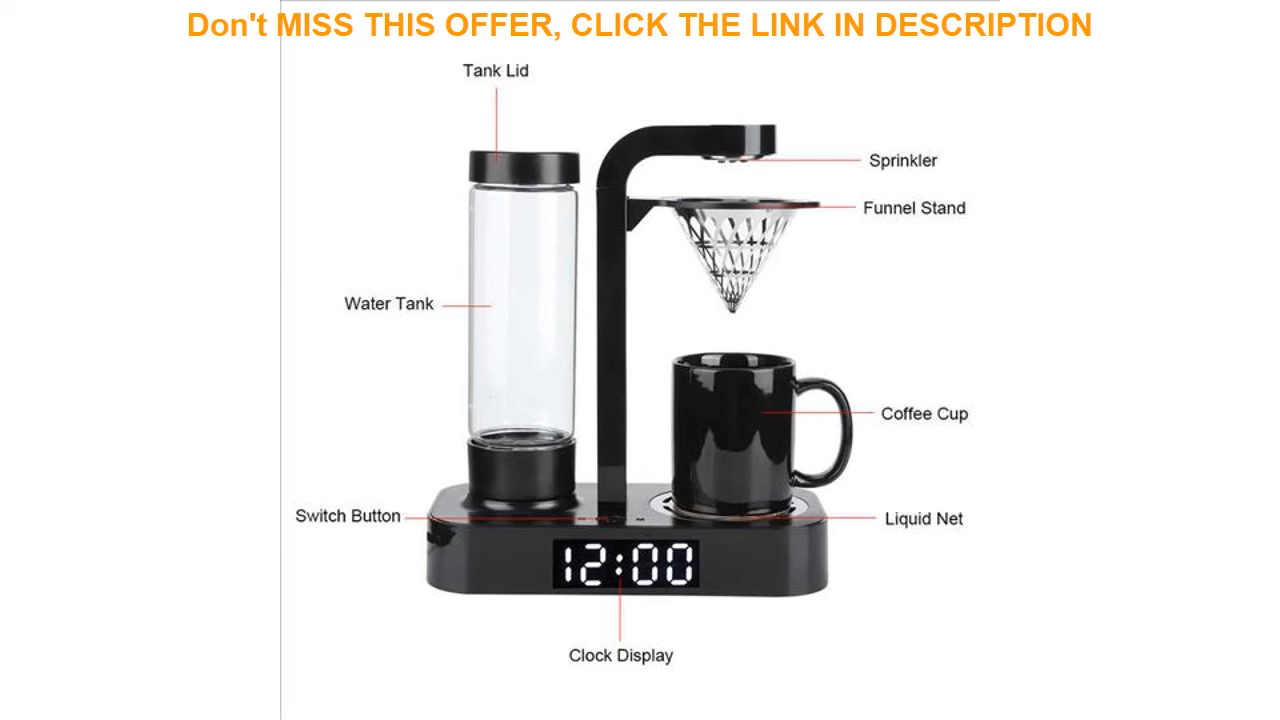 Don't MISS THIS OFFER, CLICK THE LINK IN DESCRIPTION
Tank Lid
Sprinkler
Funnel Stand
Water Tank
Coffee Cup
Switch Button
Liquid Net
12:00
Clock Display